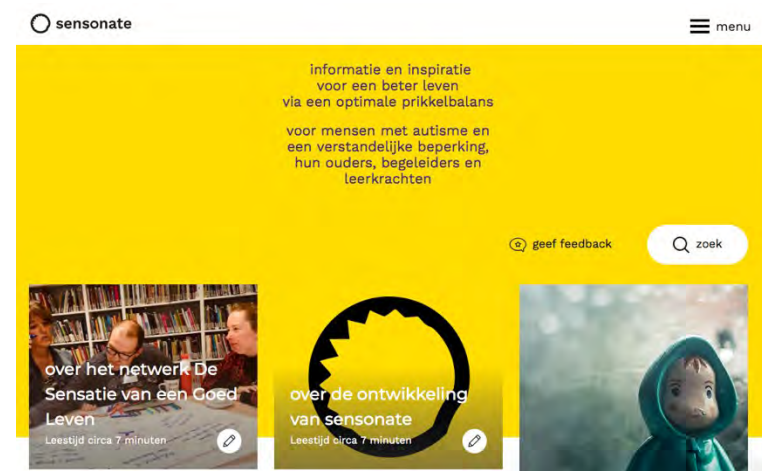 sensonate
menu
informatie en inspiratie
voor een beter leven
via een optimale prikkelbalans
voor mensen met autisme en
een verstandelijke beperking,
hun ouders, begeleiders en
leerkrachten
geef feedback
zoek
over het netwerk De
Sensatie van een Goed
Leven
Leestijd circa 7 minuten
over de ontwikkeling
van sensonate
Leestijd circa 7 minuten